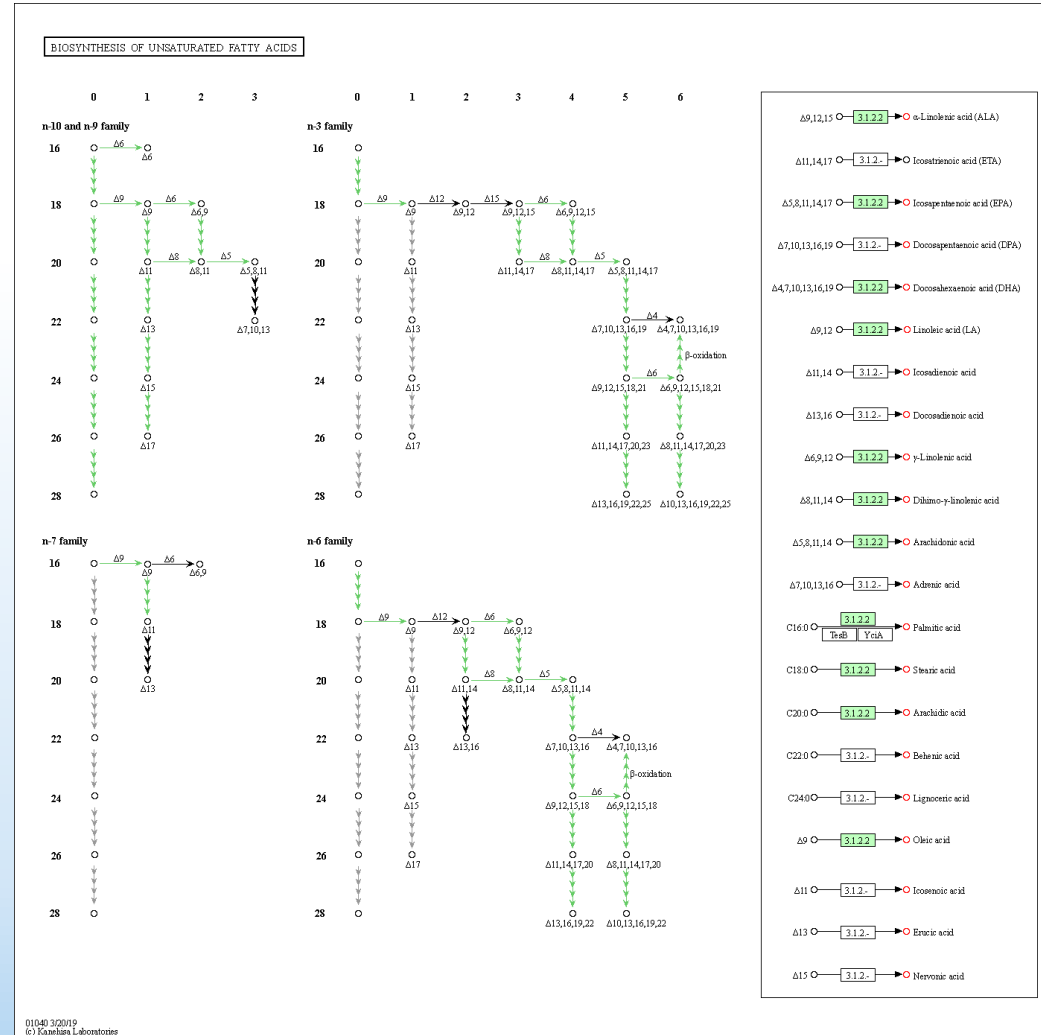 BIOSYNTHESIS OF UNSATURATED FATTY ACIDS
0 1 2 3
n-10 and n-9 family
16
Δ6
Δ6
18
Δ9 Δ6
Δ9 Δ6,9
20
Δ8 Δ5
Δ11 Δ8,11 Δ5,8,11
22
Δ13 Δ7,10,13
24
Δ15
26
Δ17
28
0 1 2 3 4 5 6
n-3 family
16
18
Δ9 Δ12 Δ15 Δ6
Δ9 Δ9,12 Δ9,12,15 Δ6,9,12,15
20
Δ8 Δ5
Δ11 Δ11,14,17 Δ8,11,14,17 Δ5,8,11,14,17
22
Δ4
Δ13 Δ7,10,13,16,19 Δ4,7,10,13,16,19
β-oxidation
24
Δ6
Δ15 Δ9,12,15,18,21 Δ6,9,12,15,18,21
26
Δ17 Δ11,14,17,20,23 Δ8,11,14,17,20,23
28
Δ13,16,19,22,25 Δ10,13,16,19,22,25
n-7 family
16
Δ9 Δ6
Δ9 Δ6,9
18
Δ11
20
Δ13
22
24
26
28
n-6 family
16
18
Δ9 Δ12 Δ6
Δ9 Δ9,12 Δ6,9,12
20
Δ8 Δ5
Δ11 Δ11,14 Δ8,11,14 Δ5,8,11,14
22
Δ4
Δ13 Δ13,16 Δ7,10,13,16 Δ4,7,10,13,16
β-oxidation
24
Δ6
Δ15 Δ9,12,15,18 Δ6,9,12,15,18
26
Δ17 Δ11,14,17,20 Δ8,11,14,17,20
28
Δ13,16,19,22 Δ10,13,16,19,22
Δ9,12,15 3.1.2.2 α-Linolenic acid (ALA)
Δ11,14,17 3.1.2.- Icosatrienoic acid (ETA)
Δ5,8,11,14,17 3.1.2.2 Icosapentaenoic acid (EPA)
Δ7,10,13,16,19 3.1.2.- Docosapentaenoic acid (DPA)
Δ4,7,10,13,16,19 3.1.2.2 Docosahexaenoic acid (DHA)
Δ9,12 3.1.2.2 Linoleic acid (LA)
Δ11,14 3.1.2.- Icosadienoic acid
Δ13,16 3.1.2.- Docosadienoic acid
Δ6,9,12 3.1.2.2 γ-Linolenic acid
Δ8,11,14 3.1.2.2 Dihimo-γ-linolenic acid
Δ5,8,11,14 3.1.2.2 Arachidonic acid
Δ7,10,13,16 3.1.2.- Adrenic acid
3.1.2.2
C16:0 Palmitic acid
TesB YciA
C18:0 3.1.2.2 Stearic acid
C20:0 3.1.2.2 Arachidic acid
C22:0 3.1.2.- Behenic acid
C24:0 3.1.2.- Lignoceric acid
Δ9 3.1.2.2 Oleic acid
Δ11 3.1.2.- Icosenoic acid
Δ13 3.1.2.- Erucic acid
Δ15 3.1.2.- Nervonic acid
01040 3/20/19
(c) Kanehisa Laboratories